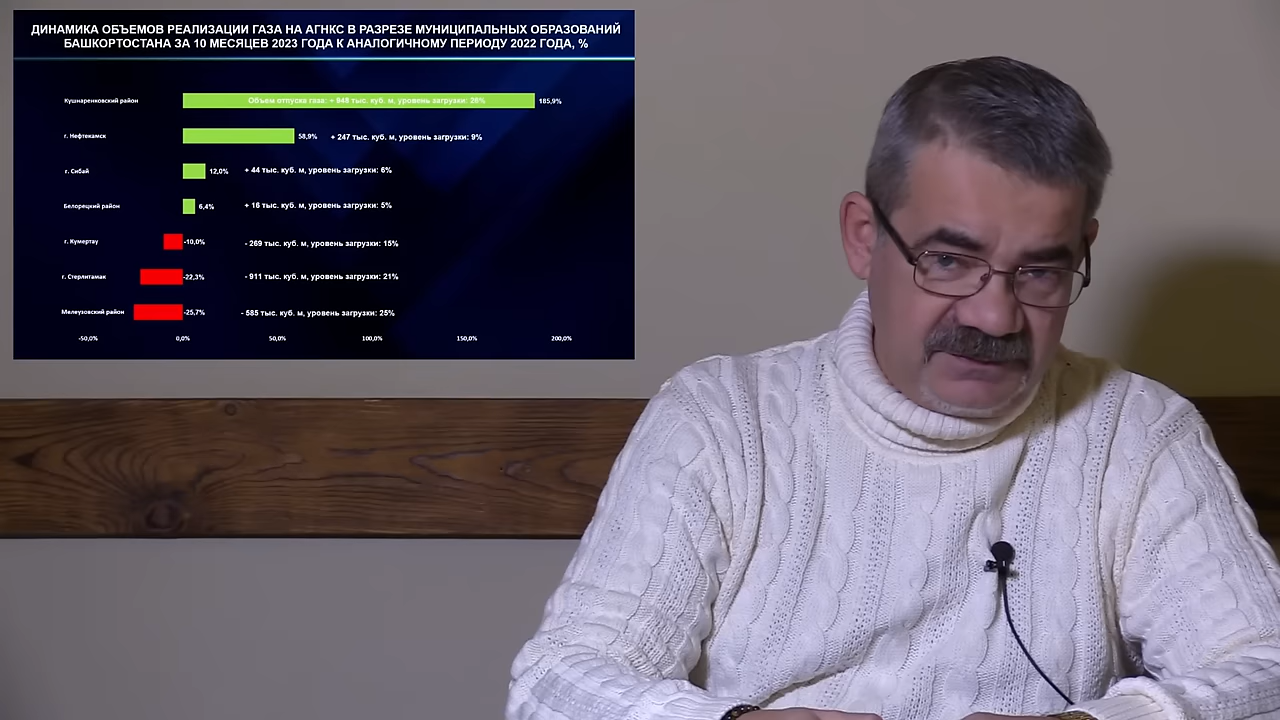 ДИНАМИКА ОБЪЕМОВ РЕАЛИЗАЦИИ ГАЗА НА АГНКС В РАЗРЕЗЕ МУНИЦИПАЛЬНЫХ ОБРАЗОВАНИЙ
БАШКОРТОСТАНА ЗА 10 МЕСЯЦЕВ 2023 ГОДА К АНАЛОГИЧНОМУ ПЕРИОДУ 2022 ГОДА, %
Кушнаренковский район Объем отпуска газа: + 948 тыс. куб. м, уровень загрузки: 26% 185,9%
г. Нефтекамск 58,9% + 247 тыс. куб. м, уровень загрузки: 9%
г. Сибай 12,0% + 44 тыс. куб. м, уровень загрузки: 6%
Белорецкий район 6,4% + 16 тыс. куб. м, уровень загрузки: 5%
г. Кумертау -10,0% - 269 тыс. куб. м, уровень загрузки: 15%
г. Стерлитамак -22,3% - 911 тыс. куб. м, уровень загрузки: 21%
Мелеузовский район -25,7% - 585 тыс. куб. м, уровень загрузки: 25%
-50,0% 0,0% 50,0% 100,0% 150,0% 200,0%